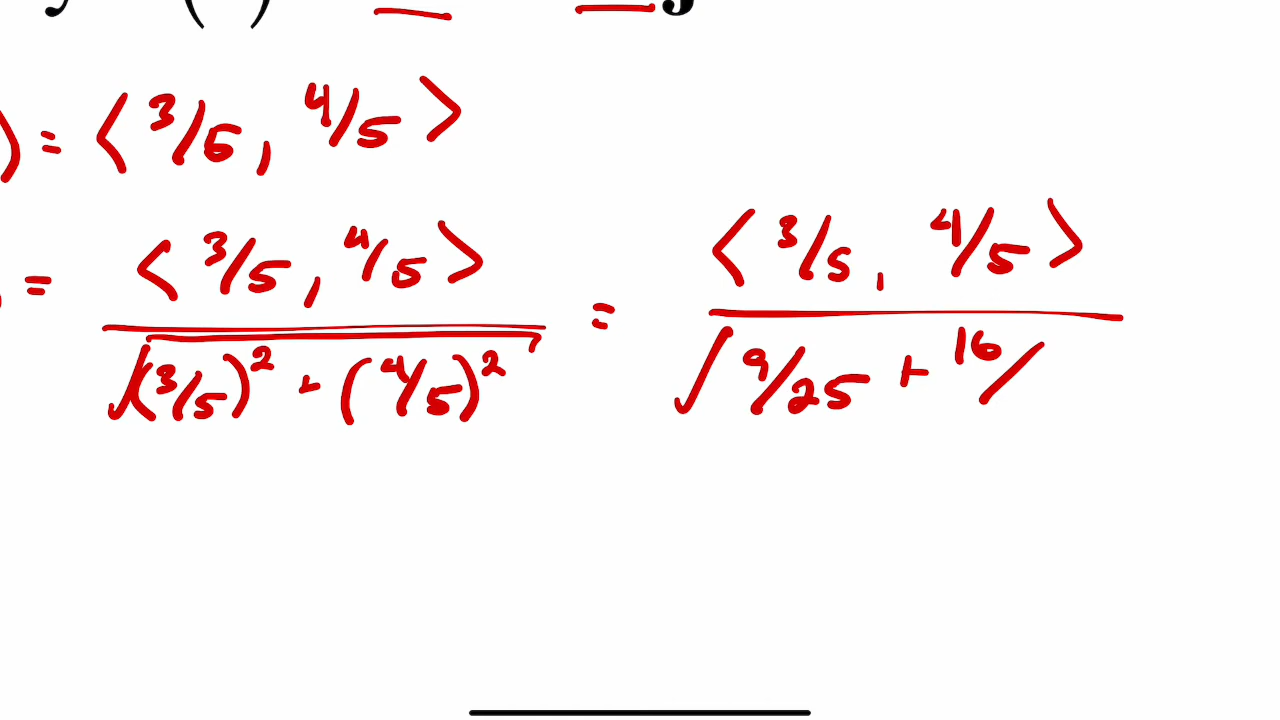 ) = ⟨ 3/5 , 4/5 ⟩
= ⟨ 3/5 , 4/5 ⟩ / √((3/5)² + (4/5)²) = ⟨ 3/5 , 4/5 ⟩ / √(9/25 + 16/